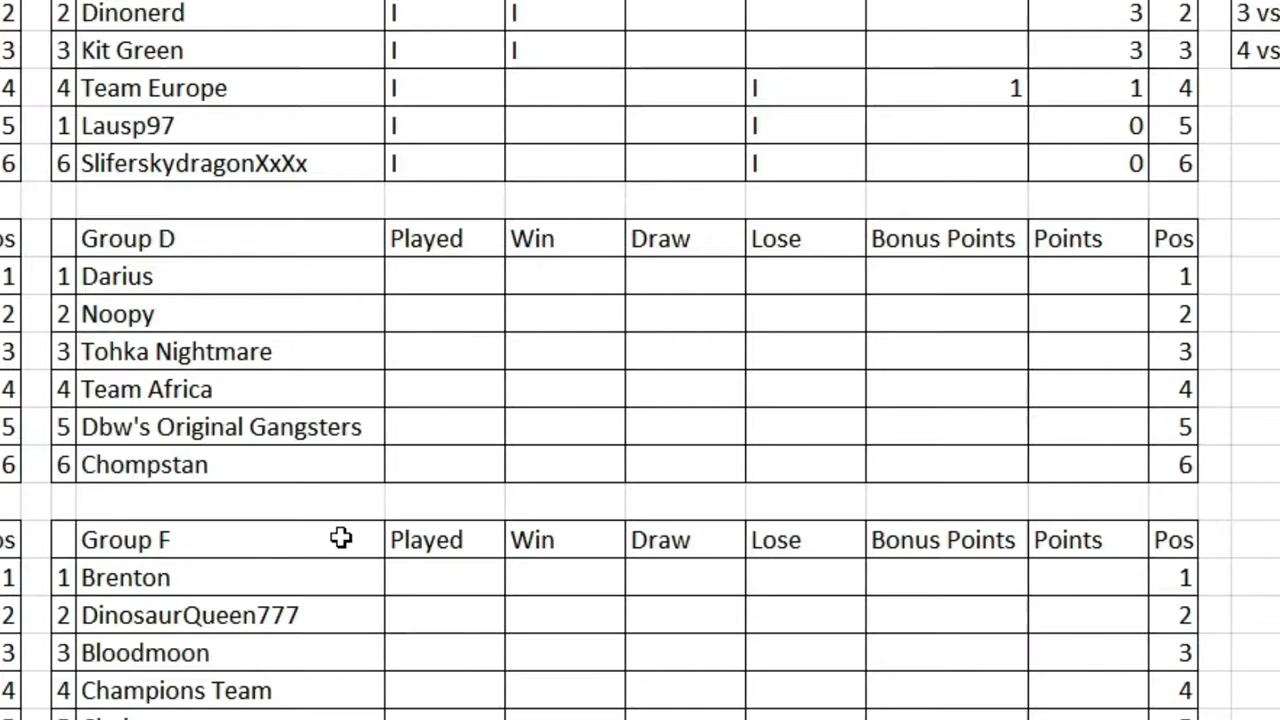 2 2 Dinonerd I I 3 2 3 vs
3 3 Kit Green I I 3 3 4 vs
4 4 Team Europe I I 1 1 4
5 1 Lausp97 I I 0 5
6 6 SliferskydragonXxXx I I 0 6
os Group D Played Win Draw Lose Bonus Points Points Pos
1 1 Darius 1
2 2 Noopy 2
3 3 Tohka Nightmare 3
4 4 Team Africa 4
5 5 Dbw's Original Gangsters 5
6 6 Chompstan 6
os Group F Played Win Draw Lose Bonus Points Points Pos
1 1 Brenton 1
2 2 DinosaurQueen777 2
3 3 Bloodmoon 3
4 4 Champions Team 4